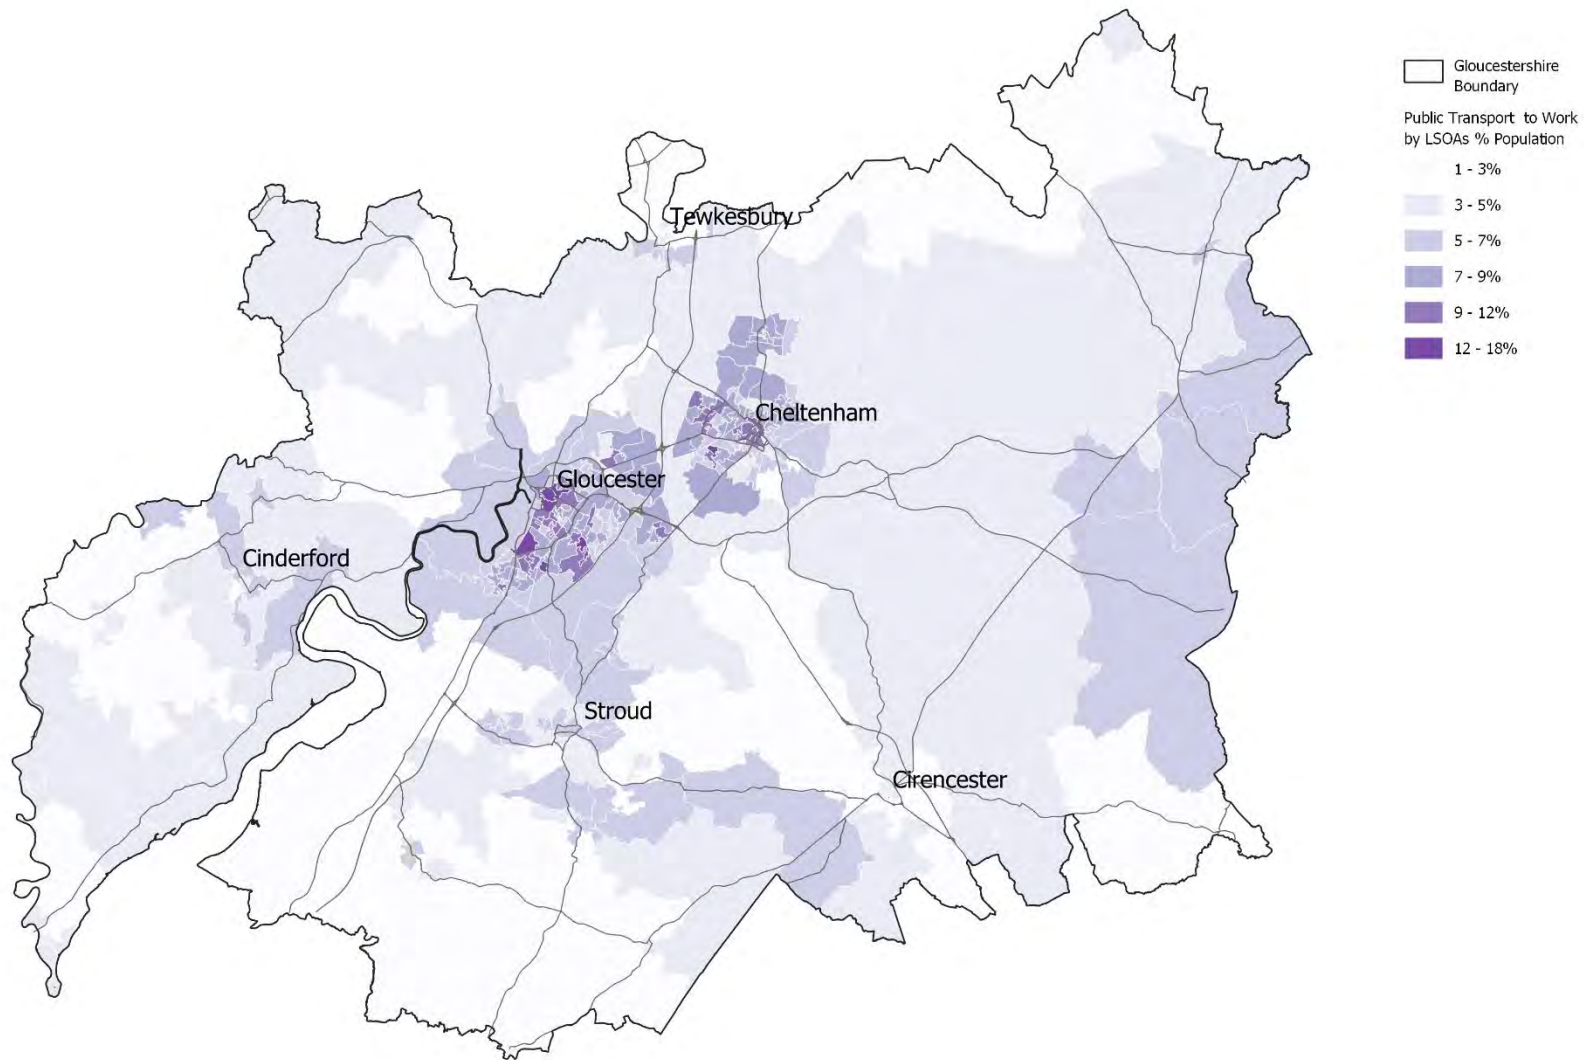 Gloucestershire
Boundary
Public Transport to Work
by LSOAs % Population
1 - 3%
3 - 5%
5 - 7%
7 - 9%
9 - 12%
12 - 18%
Tewkesbury
Cheltenham
Gloucester
Cinderford
Stroud
Cirencester